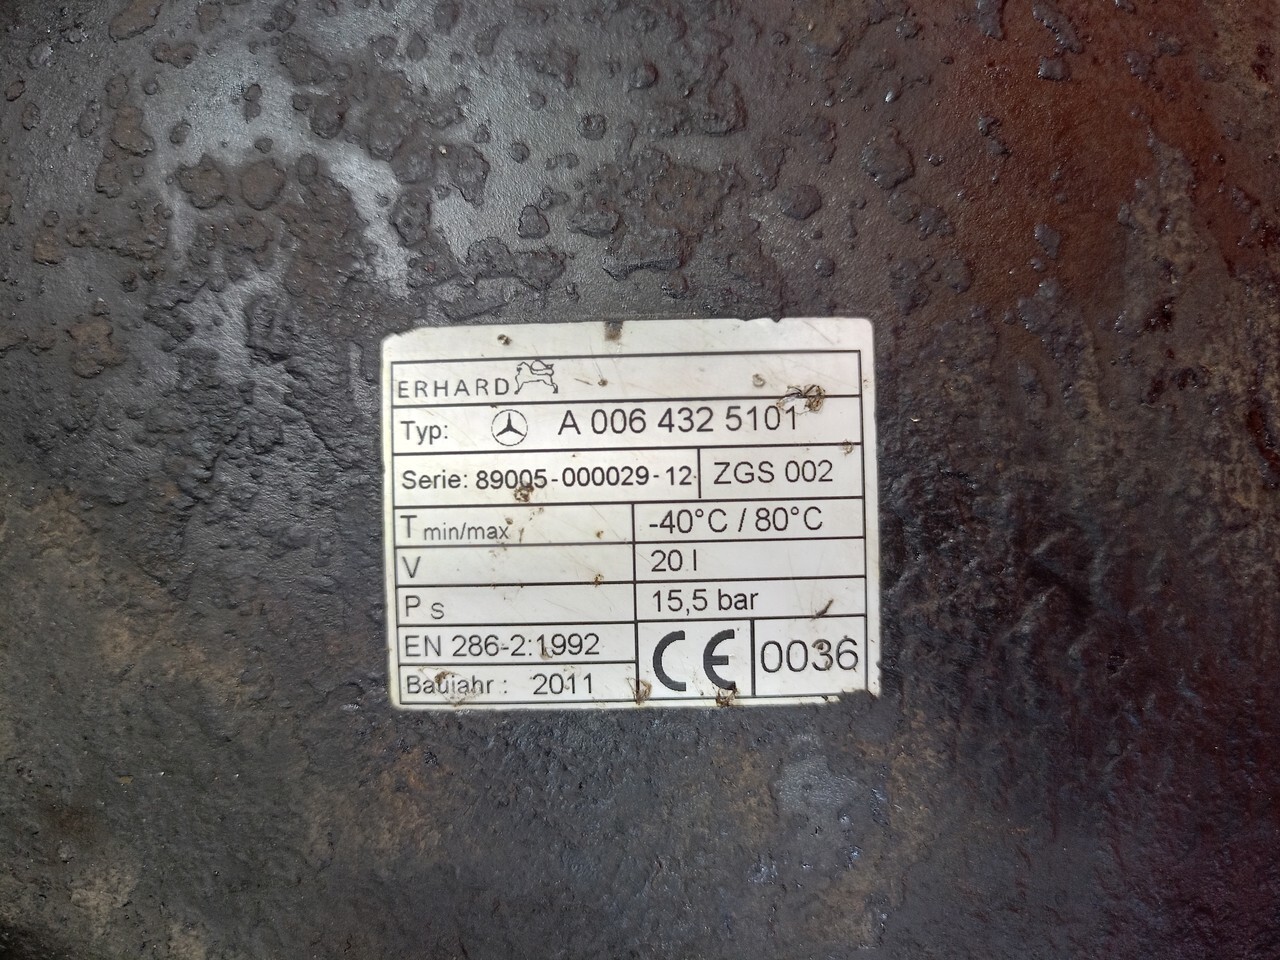 ERHARD
Typ: A 006 432 5101
Serie: 89005-000029-12 ZGS 002
T min/max -40°C / 80°C
V 20 l
P s 15,5 bar
EN 286-2:1992 CE 0036
Baujahr : 2011